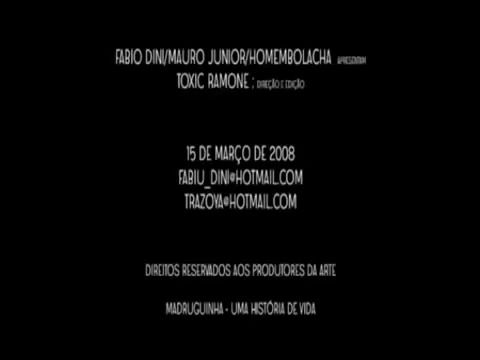 FABIO DINI/MAURO JUNIOR/HOMEMBOLACHA APRESENTAM
TOXIC RAMONE : DIREÇÃO E EDIÇÃO
15 DE MARÇO DE 2008
FABIU_DINI@HOTMAIL.COM
TRAZOYA@HOTMAIL.COM
DIREITOS RESERVADOS AOS PRODUTORES DA ARTE
MADRUGUINHA - UMA HISTÓRIA DE VIDA